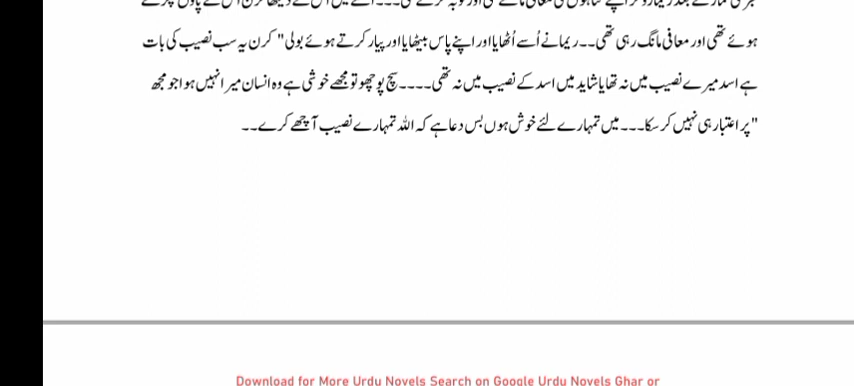 ہوئے تھی اور معافی مانگ رہی تھی۔۔ ریما نے اُسے اُٹھایا اور اپنے پاس بیٹھایا اور پیار کرتے ہوئے بولی" کرن یہ سب نصیب کی بات
ہے اسد میرے نصیب میں نہ تھا یا شاید میں اسد کے نصیب میں نہ تھی۔۔۔۔ سچ پوچھو تو مجھے خوشی ہے وہ انسان میرا نہیں ہوا جو مجھ
"پر اعتبار ہی نہیں کر سکا۔۔۔ میں تمہارے لئے خوش ہوں بس دعا ہے کہ اللہ تمہارے نصیب آچھے کرے۔۔
Download for More Urdu Novels Search on Google Urdu Novels Ghar or